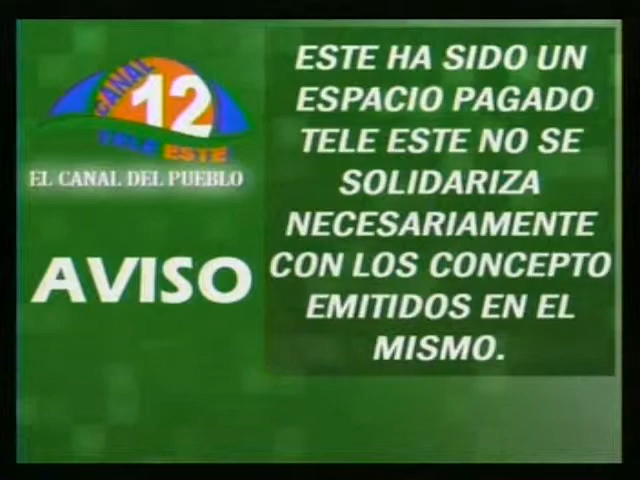 CANAL
12
TELE ESTE
EL CANAL DEL PUEBLO
AVISO
ESTE HA SIDO UN
ESPACIO PAGADO
TELE ESTE NO SE
SOLIDARIZA
NECESARIAMENTE
CON LOS CONCEPTO
EMITIDOS EN EL
MISMO.